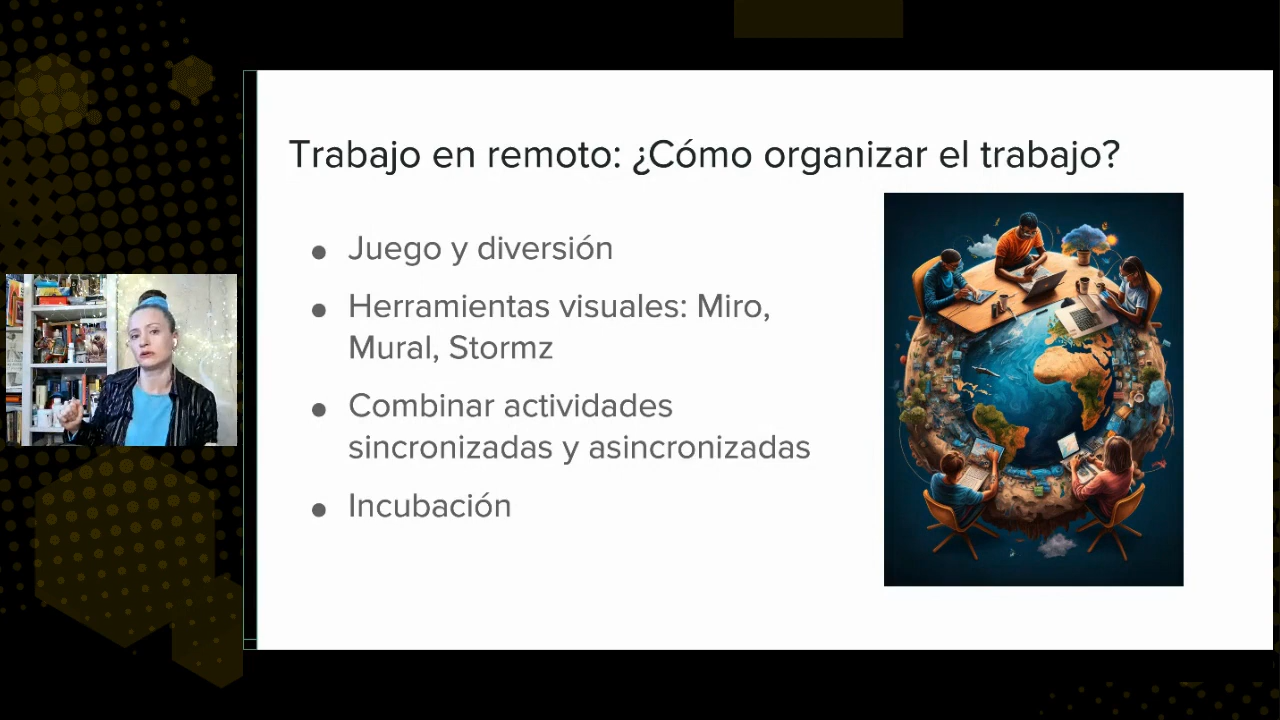 Trabajo en remoto: ¿Cómo organizar el trabajo?
● Juego y diversión
● Herramientas visuales: Miro,
Mural, Stormz
● Combinar actividades
sincronizadas y asincronizadas
● Incubación